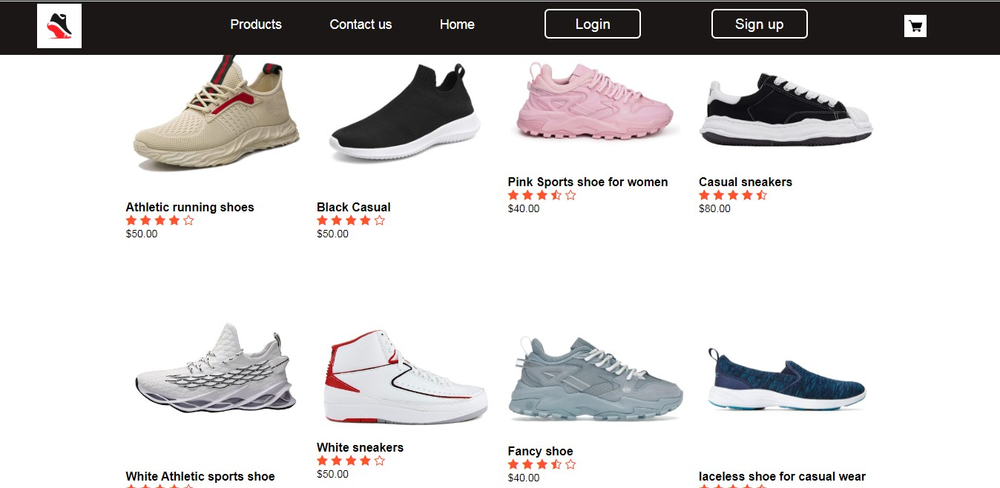 Products Contact us Home Login Sign up
Athletic running shoes
$50.00
Black Casual
$50.00
Pink Sports shoe for women
$40.00
Casual sneakers
$80.00
White Athletic sports shoe
White sneakers
$50.00
Fancy shoe
$40.00
laceless shoe for casual wear